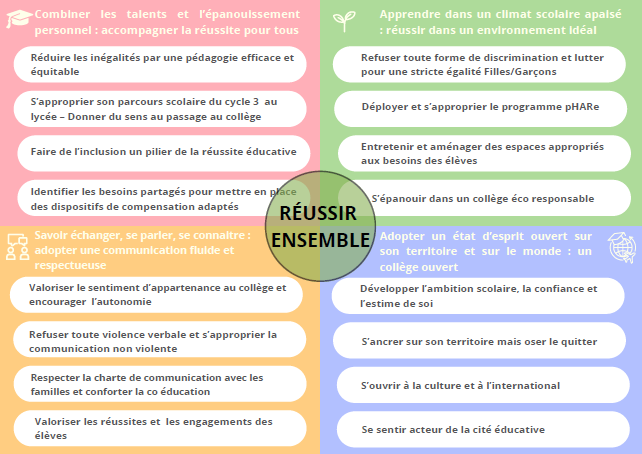 Combiner les talents et l’épanouissement
personnel : accompagner la réussite pour tous
Réduire les inégalités par une pédagogie efficace et
équitable
S’approprier son parcours scolaire du cycle 3 au
lycée – Donner du sens au passage au collège
Faire de l’inclusion un pilier de la réussite éducative
Identifier les besoins partagés pour mettre en place
des dispositifs de compensation adaptés
Apprendre dans un climat scolaire apaisé
: réussir dans un environnement idéal
Refuser toute forme de discrimination et lutter
pour une stricte égalité Filles/Garçons
Déployer et s’approprier le programme pHARe
Entretenir et aménager des espaces appropriés
aux besoins des élèves
S’épanouir dans un collège éco responsable
RÉUSSIR
ENSEMBLE
Savoir échanger, se parler, se connaitre :
adopter une communication fluide et
respectueuse
Valoriser le sentiment d’appartenance au collège et
encourager l’autonomie
Refuser toute violence verbale et s’approprier la
communication non violente
Respecter la charte de communication avec les
familles et conforter la co éducation
Valoriser les réussites et les engagements des
élèves
Adopter un état d’esprit ouvert sur
son territoire et sur le monde : un
collège ouvert
Développer l’ambition scolaire, la confiance et
l’estime de soi
S’ancrer sur son territoire mais oser le quitter
S’ouvrir à la culture et à l’international
Se sentir acteur de la cité éducative